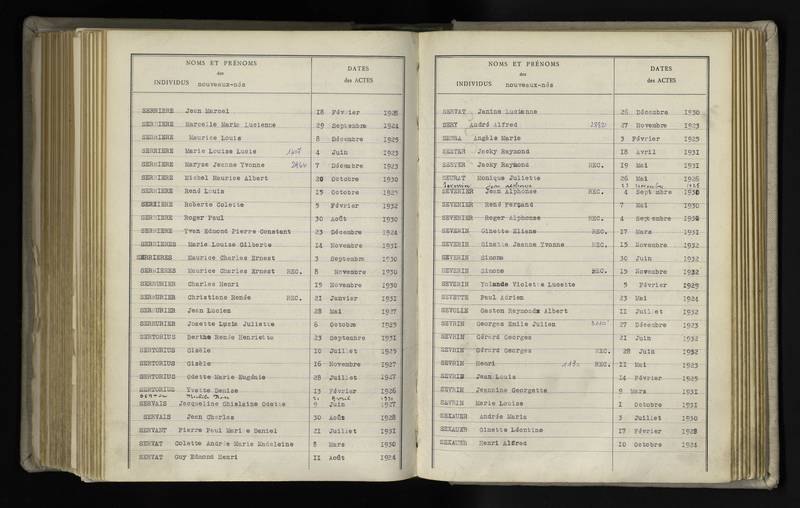 NOMS ET PRÉNOMS
des
INDIVIDUS nouveaux-nés
DATES
des ACTES
SERRIERE Jean Marcel 18 Février 1928
SERRIERE Marcelle Marie Lucienne 29 Septembre 1924
SERRIERE Maurice Louis 8 Décembre 1925
SERRIERE Marie Louise Lucie 4 Juin 1923
SERRIERE Maryse Jeanne Yvonne 7 Décembre 1923
SERRIERE Michel Maurice Albert 20 Octobre 1930
SERRIERE René Louis 15 Octobre 1925
SERRIERE Roberte Colette 5 Février 1932
SERRIERE Roger Paul 30 Août 1930
SERRIERE Yvon Edmond Pierre Constant 23 Décembre 1924
SERRIERES Marie Louise Gilberte 14 Novembre 1931
SERRIERES Maurice Charles Ernest 3 Septembre 1930
SERRIERES Maurice Charles Ernest REC. 8 Novembre 1930
SERRURIER Charles Henri 19 Novembre 1930
SERRURIER Christiane Renée REC. 21 Janvier 1931
SERRURIER Jean Lucien 28 Mai 1927
SERRURIER Josette Lucie Juliette 6 Octobre 1925
SERTORIUS Berthe Renée Henriette 23 Septembre 1931
SERTORIUS Gisèle 10 Juillet 1925
SERTORIUS Gisèle 16 Novembre 1927
SERTORIUS Odette Marie Eugénie 28 Juillet 1927
SERTORIUS Yvette Denise 13 Février 1926
SERVAIS Jacqueline Ghislaine Odette 9 Juin 1927
SERVAIS Jean Charles 30 Août 1928
SERVANT Pierre Paul Marie Daniel 21 Juillet 1931
SERVAT Colette Andrée Marie Madeleine 8 Mars 1930
SERVAT Guy Edmond Henri 11 Août 1924
NOMS ET PRÉNOMS
des
INDIVIDUS nouveaux-nés
DATES
des ACTES
SERVAT Janine Lucienne 26 Décembre 1930
SERY André Alfred 27 Novembre 1923
SESSA Angèle Marie 3 Février 1925
SESTER Jacky Raymond 18 Avril 1931
SESTER Jacky Raymond REC. 19 Mai 1931
SEURAT Monique Juliette 26 Mai 1926
SEVENIER Jean Alphonse REC. 4 Septembre 1930
SEVENIER René Fernand 7 Mai 1930
SEVENIER Roger Alphonse REC. 4 Septembre 1930
SEVERIN Ginette Eliane REC. 17 Mars 1931
SEVERIN Ginette Jeanne Yvonne REC. 15 Novembre 1932
SEVERIN Simone 30 Juin 1932
SEVERIN Simone REC. 15 Novembre 1932
SEVERIN Yolande Violette Lucette 5 Février 1929
SEVETTE Paul Adrien 23 Mai 1924
SEVOLLE Gaston Raymond Albert 11 Juillet 1932
SEVRIN Georges Emile Julien 27 Décembre 1923
SEVRIN Gérard Georges 21 Juin 1932
SEVRIN Gérard Georges REC. 28 Juin 1932
SEVRIN Henri REC. 11 Mai 1923
SEVRIN Jean Louis 14 Février 1925
SEVRIN Jeannine Georgette 9 Mars 1931
SEVRIN Marie Louise 1 Octobre 1931
SEXAUER Andrée Marie 3 Juillet 1930
SEXAUER Ginette Léontine 17 Février 1928
SEXAUER Henri Alfred 10 Octobre 1924